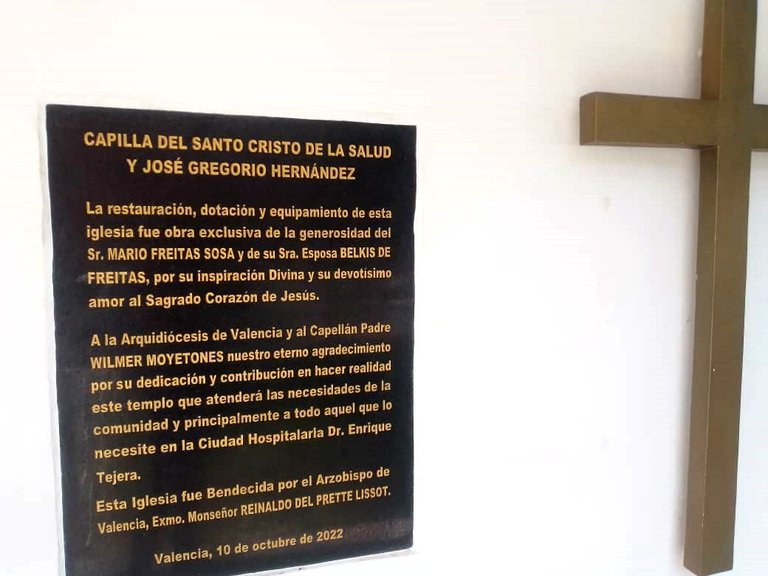 CAPILLA DEL SANTO CRISTO DE LA SALUD
Y JOSÉ GREGORIO HERNÁNDEZ
La restauración, dotación y equipamiento de esta
iglesia fue obra exclusiva de la generosidad del
Sr. MARIO FREITAS SOSA y de su Sra. Esposa BELKIS DE
FREITAS, por su inspiración Divina y su devotísimo
amor al Sagrado Corazón de Jesús.
A la Arquidiócesis de Valencia y al Capellán Padre
WILMER MOYETONES nuestro eterno agradecimiento
por su dedicación y contribución en hacer realidad
este templo que atenderá las necesidades de la
comunidad y principalmente a todo aquel que lo
necesite en la Ciudad Hospitalarla Dr. Enrique
Tejera.
Esta Iglesia fue Bendecida por el Arzobispo de
Valencia, Exmo. Monseñor REINALDO DEL PRETTE LISSOT.
Valencia, 10 de octubre de 2022